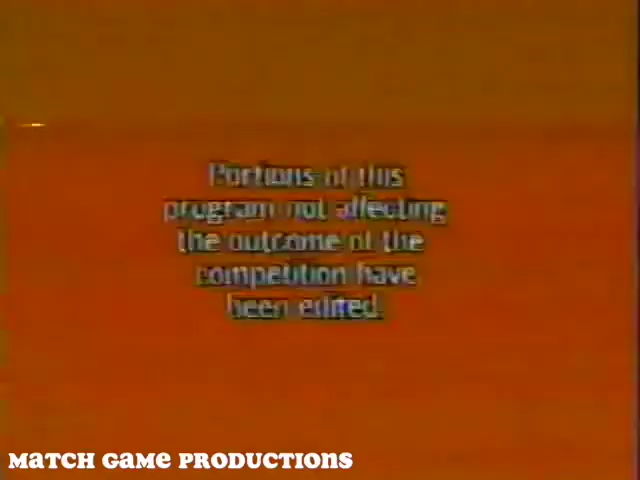 Portions of this
program not affecting
the outcome of the
competition have
been edited.
MATCH GAME PRODUCTIONS